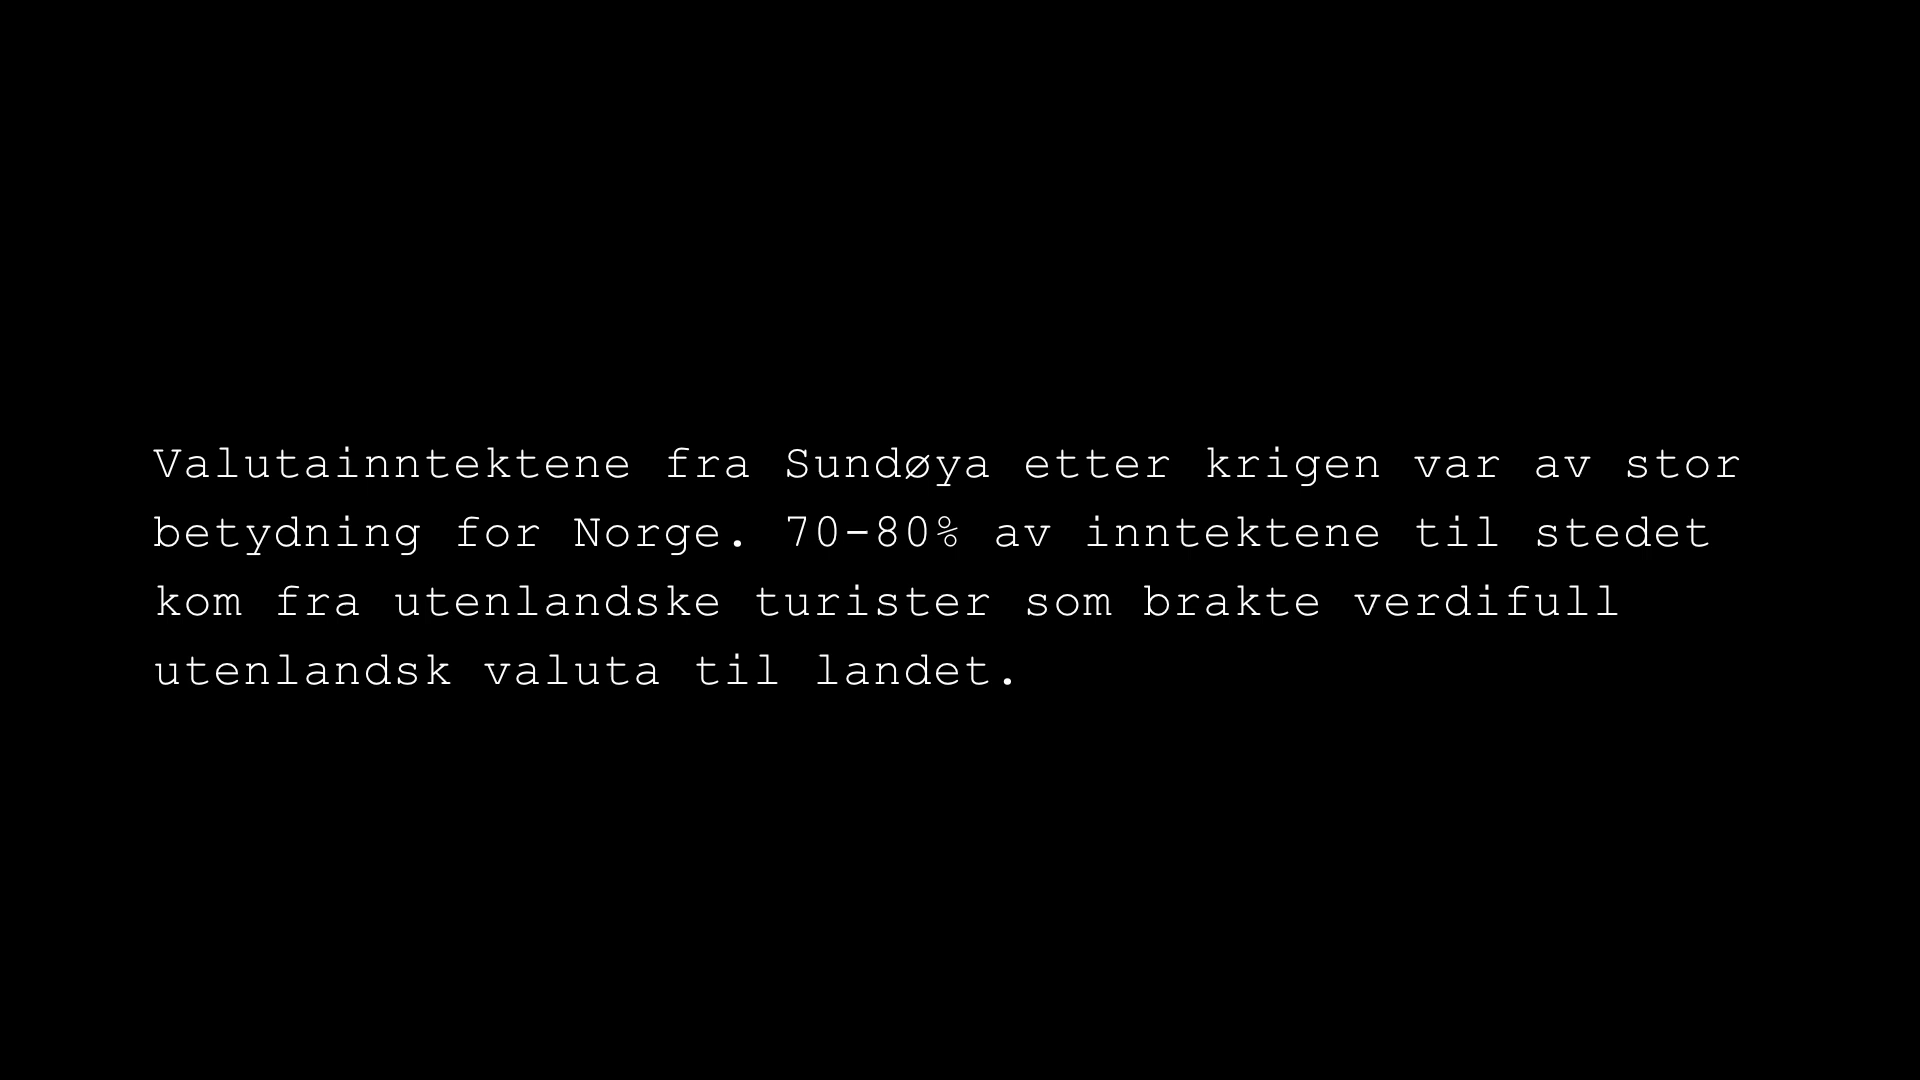 Valutainntektene fra Sundøya etter krigen var av stor
betydning for Norge. 70-80% av inntektene til stedet
kom fra utenlandske turister som brakte verdifull
utenlandsk valuta til landet.